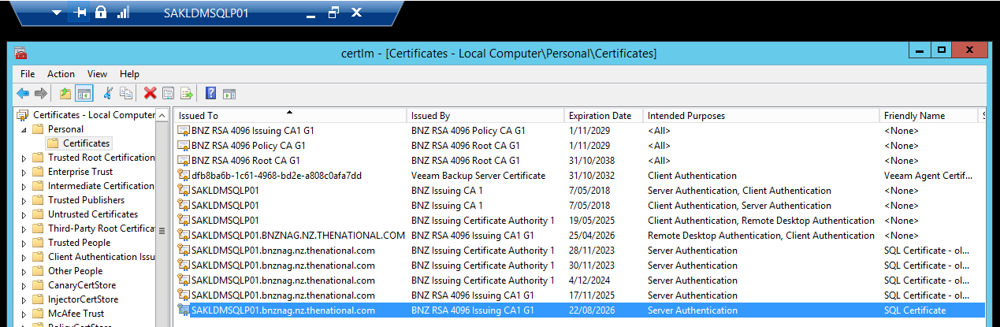 SAKLDMSQLP01
certlm - [Certificates - Local Computer\Personal\Certificates]
File Action View Help
Certificates - Local Computer
Personal
Certificates
Trusted Root Certification
Enterprise Trust
Intermediate Certification
Trusted Publishers
Untrusted Certificates
Third-Party Root Certifica
Trusted People
Client Authentication Issu
Other People
CanaryCertStore
InjectorCertStore
McAfee Trust
PolicyCertStore
Issued To Issued By Expiration Date Intended Purposes Friendly Name S
BNZ RSA 4096 Issuing CA1 G1 BNZ RSA 4096 Policy CA G1 1/11/2029 <All> <None>
BNZ RSA 4096 Policy CA G1 BNZ RSA 4096 Root CA G1 1/11/2029 <All> <None>
BNZ RSA 4096 Root CA G1 BNZ RSA 4096 Root CA G1 31/10/2038 <All> <None>
dfb8ba6b-1c61-4968-bd2e-a808c0afa7dd Veeam Backup Server Certificate 31/10/2032 Client Authentication Veeam Agent Certif...
SAKLDMSQLP01 BNZ Issuing CA 1 7/05/2018 Server Authentication, Client Authentication <None>
SAKLDMSQLP01 BNZ Issuing CA 1 7/05/2018 Client Authentication, Server Authentication <None>
SAKLDMSQLP01 BNZ Issuing Certificate Authority 1 19/05/2025 Client Authentication, Remote Desktop Authentication <None>
SAKLDMSQLP01.BNZNAG.NZ.THENATIONAL.COM BNZ RSA 4096 Issuing CA1 G1 25/04/2026 Remote Desktop Authentication, Client Authentication <None>
SAKLDMSQLP01.bnznag.nz.thenational.com BNZ Issuing Certificate Authority 1 28/11/2023 Server Authentication SQL Certificate - ol...
SAKLDMSQLP01.bnznag.nz.thenational.com BNZ Issuing Certificate Authority 1 30/11/2023 Server Authentication SQL Certificate - ol...
SAKLDMSQLP01.bnznag.nz.thenational.com BNZ Issuing Certificate Authority 1 4/12/2024 Server Authentication SQL Certificate - ol...
SAKLDMSQLP01.bnznag.nz.thenational.com BNZ RSA 4096 Issuing CA1 G1 17/11/2025 Server Authentication SQL Certificate - ol...
SAKLDMSQLP01.bnznag.nz.thenational.com BNZ RSA 4096 Issuing CA1 G1 22/08/2026 Server Authentication SQL Certificate